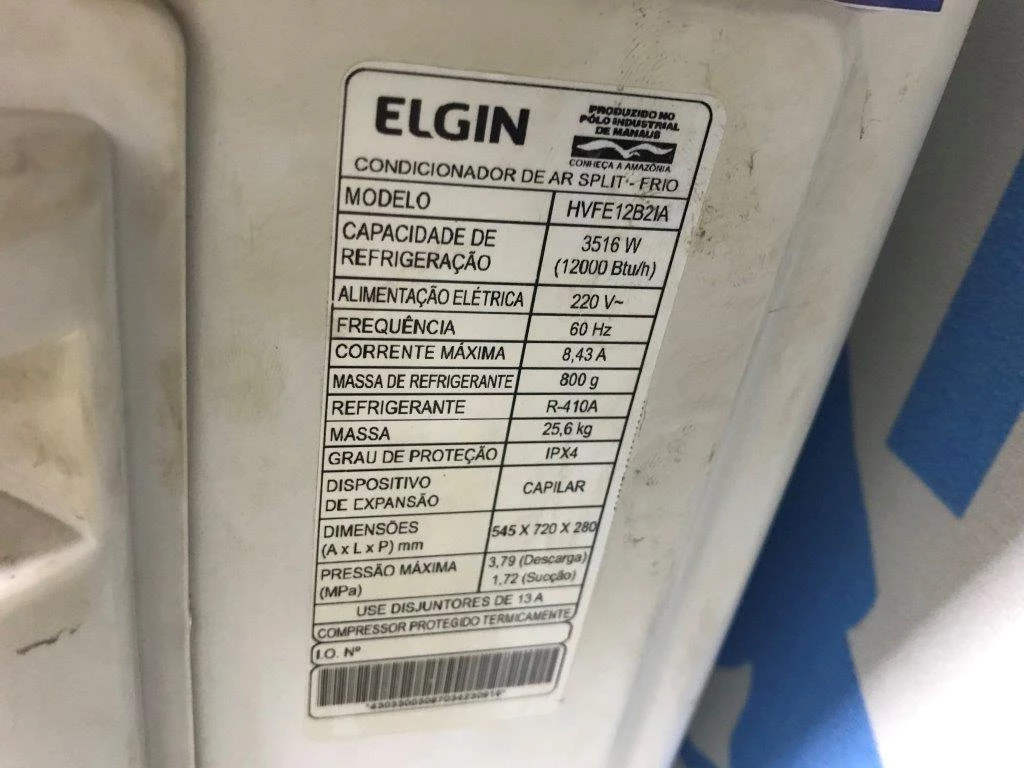 ELGIN
PRODUZIDO NO
PÓLO INDUSTRIAL
DE MANAUS
CONHEÇA A AMAZÔNIA
CONDICIONADOR DE AR SPLIT - FRIO
MODELO HVFE12B2IA
CAPACIDADE DE REFRIGERAÇÃO 3516 W (12000 Btu/h)
ALIMENTAÇÃO ELÉTRICA 220 V~
FREQUÊNCIA 60 Hz
CORRENTE MÁXIMA 8,43 A
MASSA DE REFRIGERANTE 800 g
REFRIGERANTE R-410A
MASSA 25,6 kg
GRAU DE PROTEÇÃO IPX4
DISPOSITIVO DE EXPANSÃO CAPILAR
DIMENSÕES (A x L x P) mm 545 X 720 X 280
PRESSÃO MÁXIMA (MPa) 3,79 (Descarga) 1,72 (Sucção)
USE DISJUNTORES DE 13 A
COMPRESSOR PROTEGIDO TERMICAMENTE
I.O. Nº